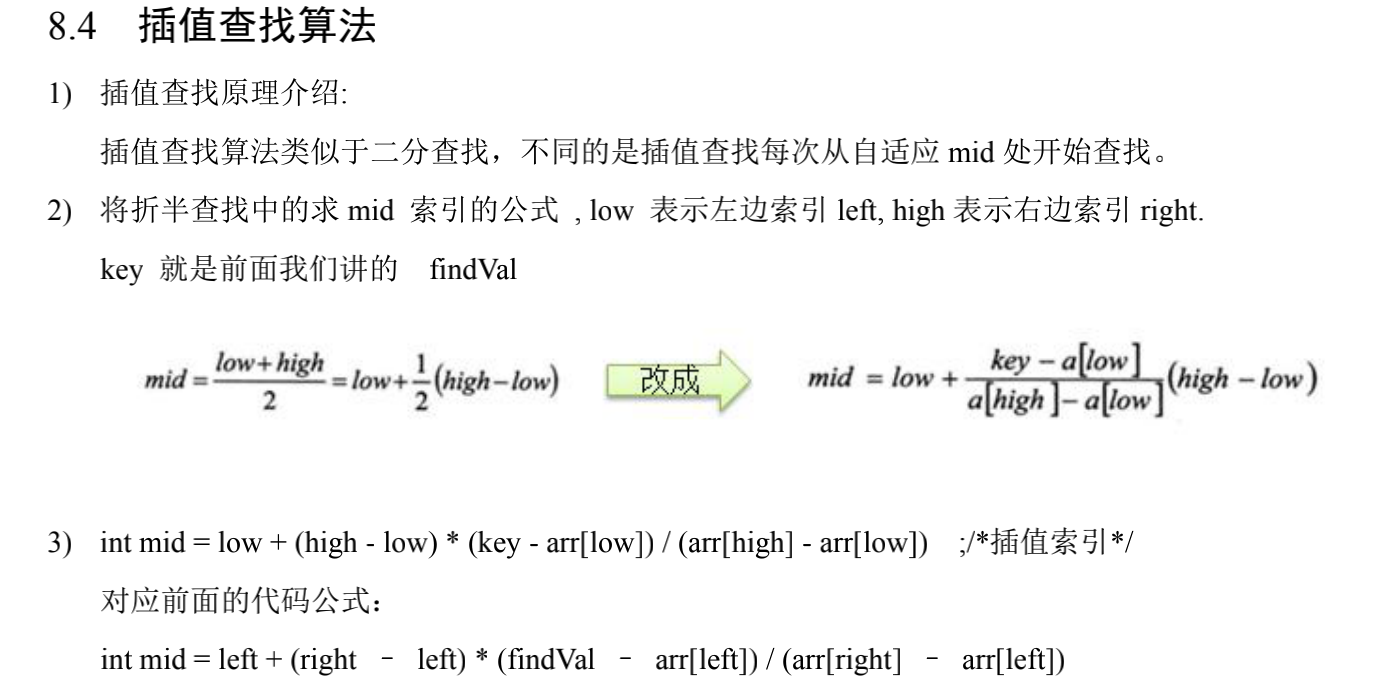 8.4 插值查找算法
1) 插值查找原理介绍:
插值查找算法类似于二分查找，不同的是插值查找每次从自适应 mid 处开始查找。
2) 将折半查找中的求 mid 索引的公式 , low 表示左边索引 left, high 表示右边索引 right.
key 就是前面我们讲的 findVal
mid = \frac{low + high}{2} = low + \frac{1}{2}(high - low) 改成 mid = low + \frac{key - a[low]}{a[high] - a[low]}(high - low)
3) int mid = low + (high - low) * (key - arr[low]) / (arr[high] - arr[low]) ;/*插值索引*/
对应前面的代码公式：
int mid = left + (right – left) * (findVal – arr[left]) / (arr[right] – arr[left])